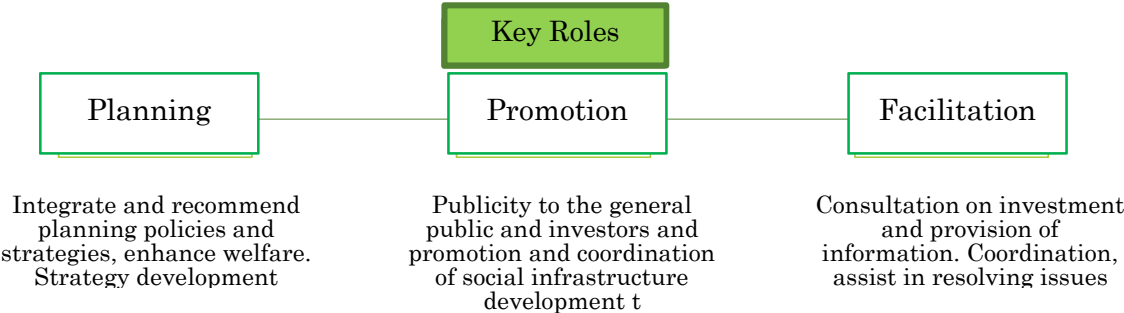 Key Roles
Planning
Promotion
Facilitation
Integrate and recommend
planning policies and
strategies, enhance welfare.
Strategy development
Publicity to the general
public and investors and
promotion and coordination
of social infrastructure
development t
Consultation on investment
and provision of
information. Coordination,
assist in resolving issues